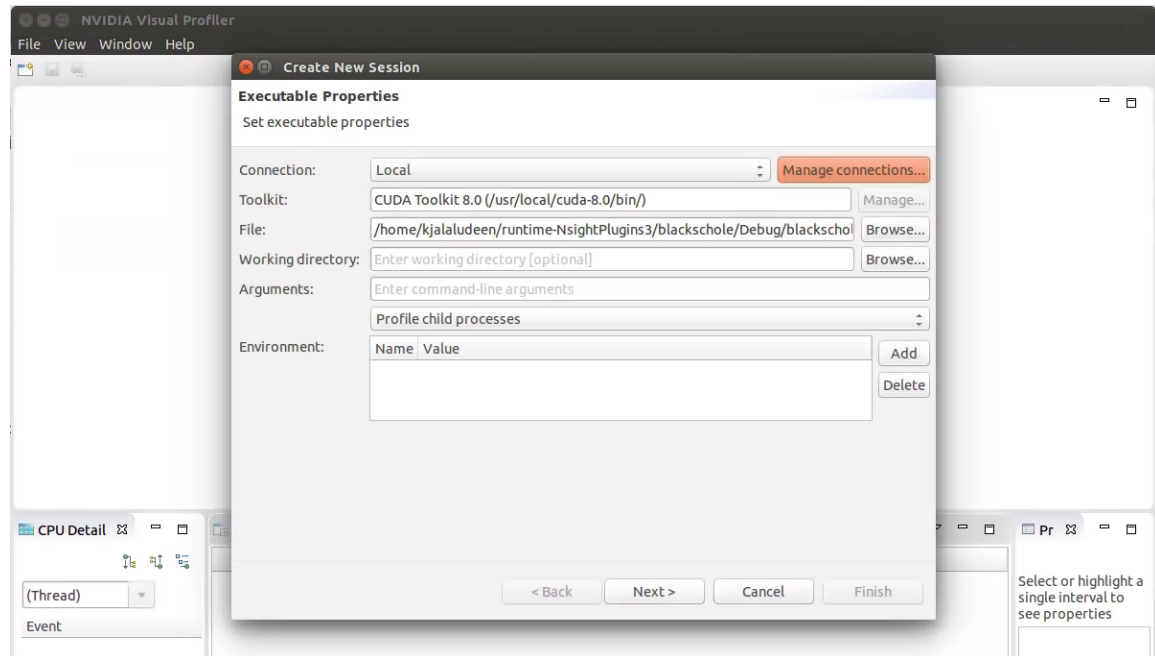 NVIDIA Visual Profiler
File View Window Help
Create New Session
Executable Properties
Set executable properties
Connection: Local Manage connections...
Toolkit: CUDA Toolkit 8.0 (/usr/local/cuda-8.0/bin/) Manage...
File: /home/kjalaludeen/runtime-NsightPlugins3/blackschole/Debug/blackschol Browse...
Working directory: Enter working directory [optional] Browse...
Arguments: Enter command-line arguments
Profile child processes
Environment: Name Value
Add
Delete
CPU Detail
Pr
(Thread)
Event
< Back Next > Cancel Finish
Select or highlight a
single interval to
see properties